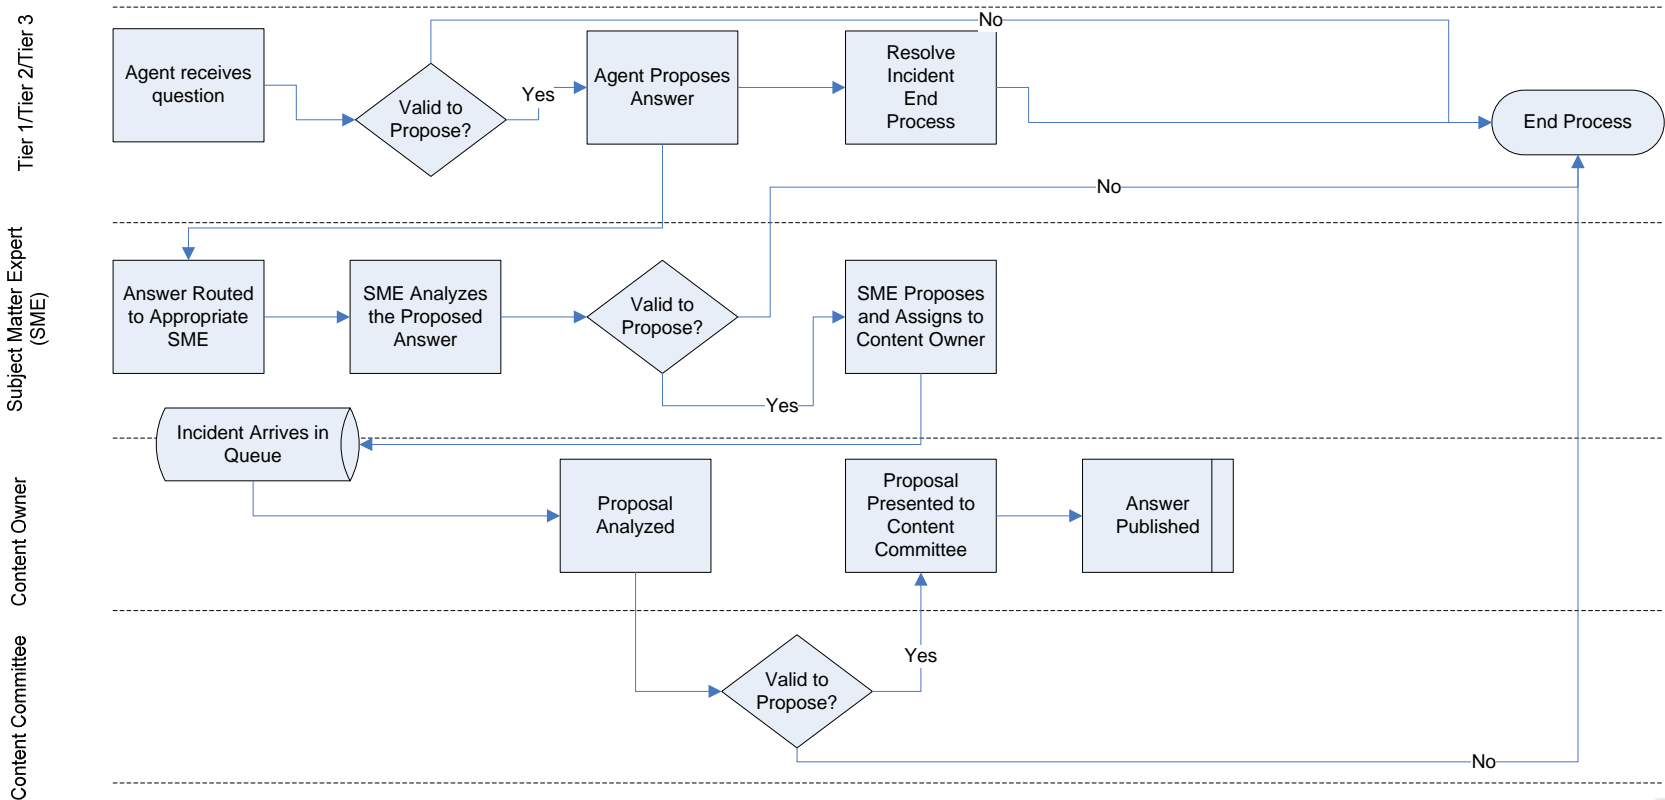 Tier 1/Tier 2/Tier 3
No
Agent receives
question
Valid to
Propose?
Yes
Agent Proposes
Answer
Resolve
Incident
End
Process
End Process
No
Subject Matter Expert
(SME)
Answer Routed
to Appropriate
SME
SME Analyzes
the Proposed
Answer
Valid to
Propose?
Yes
SME Proposes
and Assigns to
Content Owner
Incident Arrives in
Queue
Content Owner
Proposal
Analyzed
Proposal
Presented to
Content
Committee
Answer
Published
Content Committee
Valid to
Propose?
Yes
No